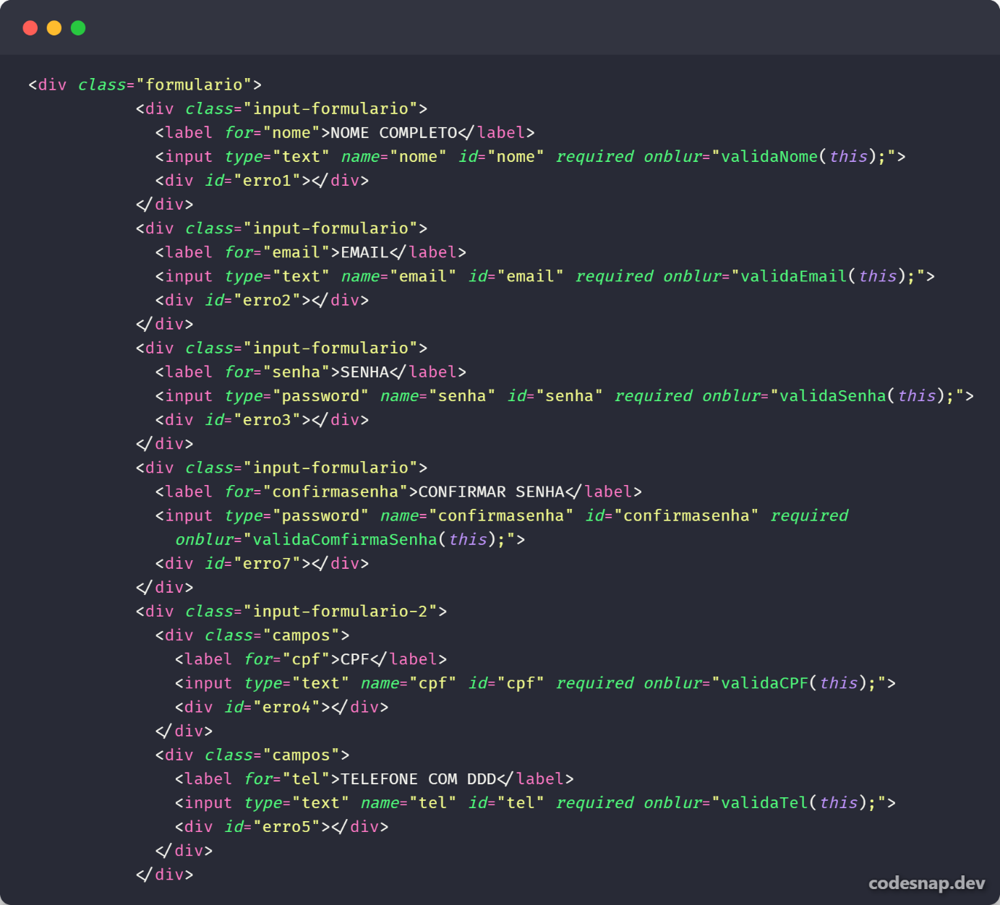 <div class="formulario">
<div class="input-formulario">
<label for="nome">NOME COMPLETO</label>
<input type="text" name="nome" id="nome" required onblur="validaNome(this);">
<div id="erro1"></div>
</div>
<div class="input-formulario">
<label for="email">EMAIL</label>
<input type="text" name="email" id="email" required onblur="validaEmail(this);">
<div id="erro2"></div>
</div>
<div class="input-formulario">
<label for="senha">SENHA</label>
<input type="password" name="senha" id="senha" required onblur="validaSenha(this);">
<div id="erro3"></div>
</div>
<div class="input-formulario">
<label for="confirmasenha">CONFIRMAR SENHA</label>
<input type="password" name="confirmasenha" id="confirmasenha" required
onblur="validaComfirmaSenha(this);">
<div id="erro7"></div>
</div>
<div class="input-formulario-2">
<div class="campos">
<label for="cpf">CPF</label>
<input type="text" name="cpf" id="cpf" required onblur="validaCPF(this);">
<div id="erro4"></div>
</div>
<div class="campos">
<label for="tel">TELEFONE COM DDD</label>
<input type="text" name="tel" id="tel" required onblur="validaTel(this);">
<div id="erro5"></div>
</div>
</div>
codesnap.dev